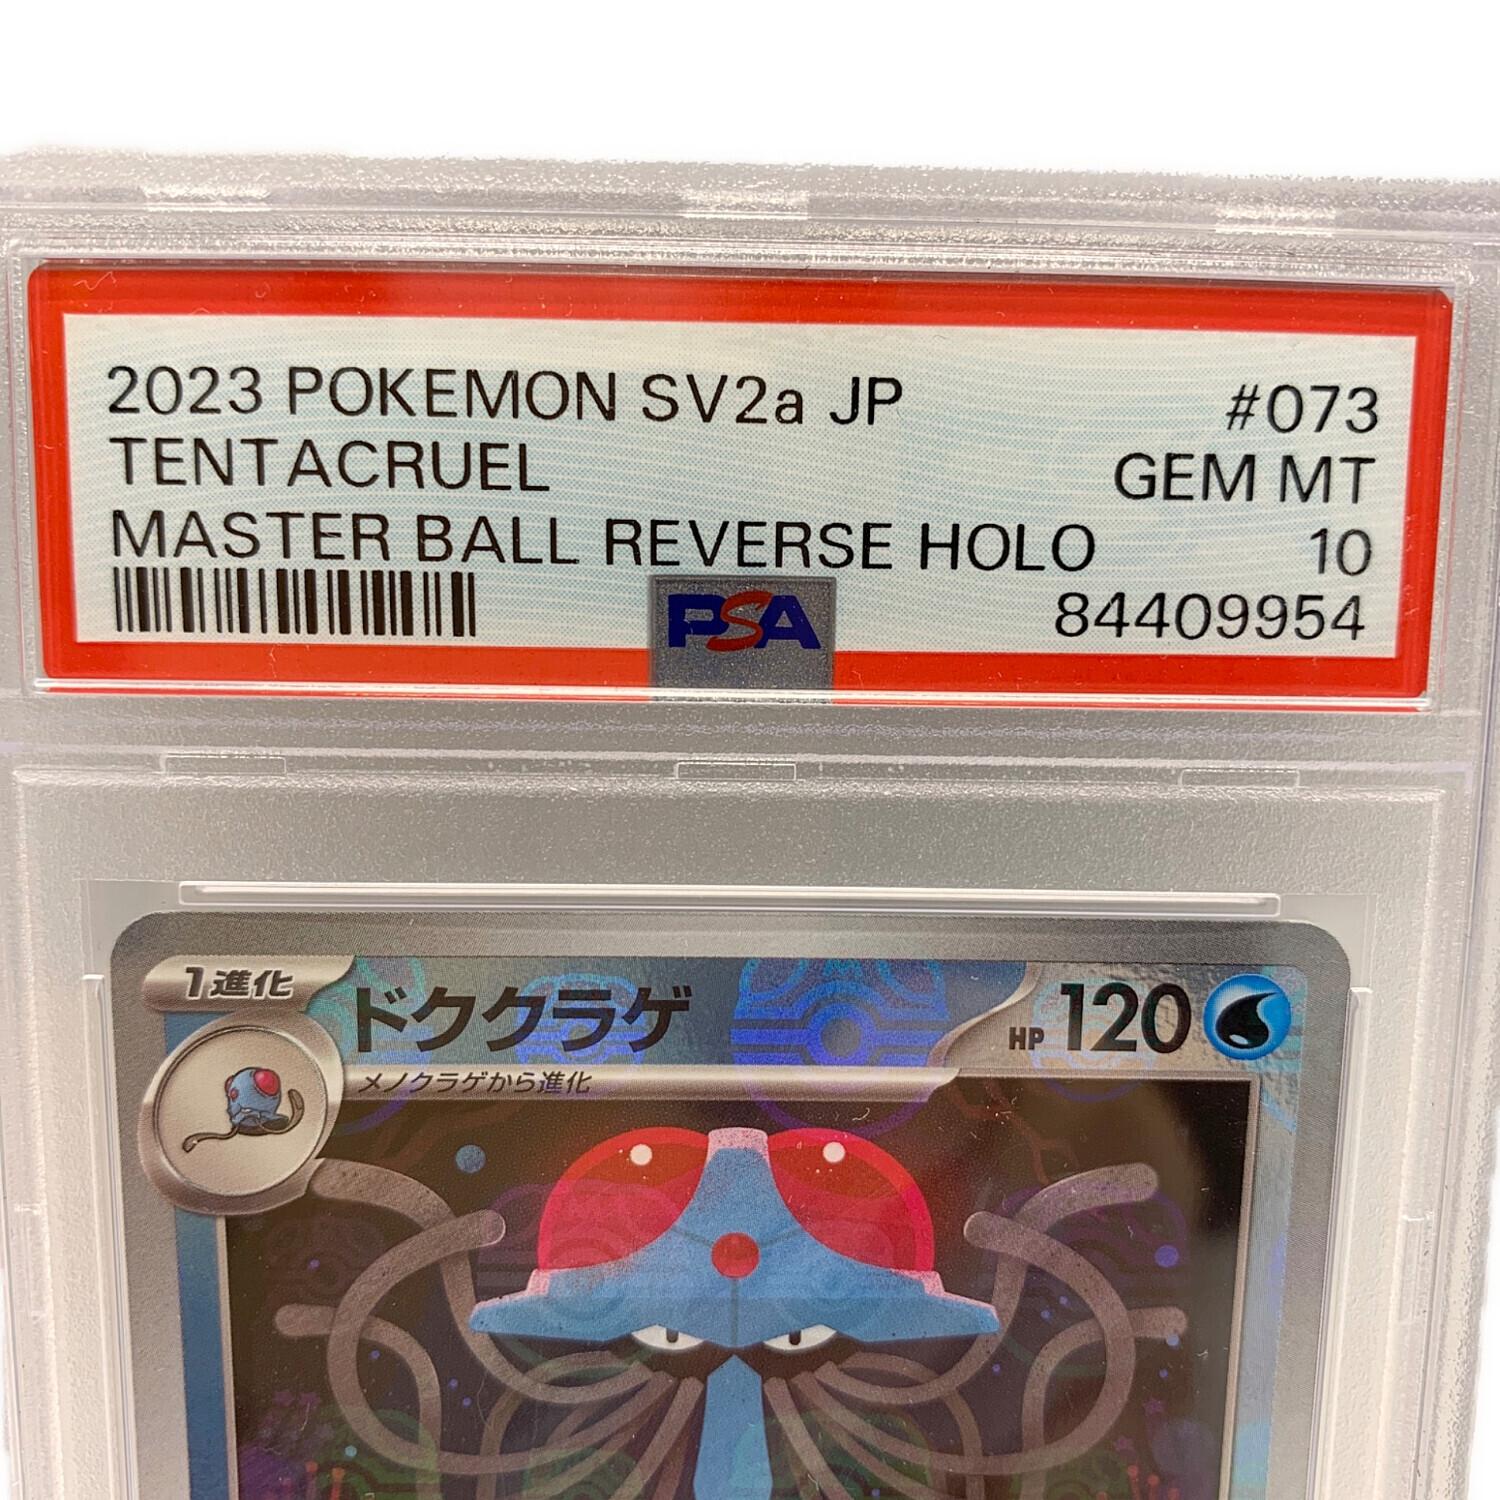 2023 POKEMON SV2a JP #073
TENTACRUEL GEM MT
MASTER BALL REVERSE HOLO 10
PSA 84409954
1進化
ドククラゲ HP 120
メノクラゲから進化